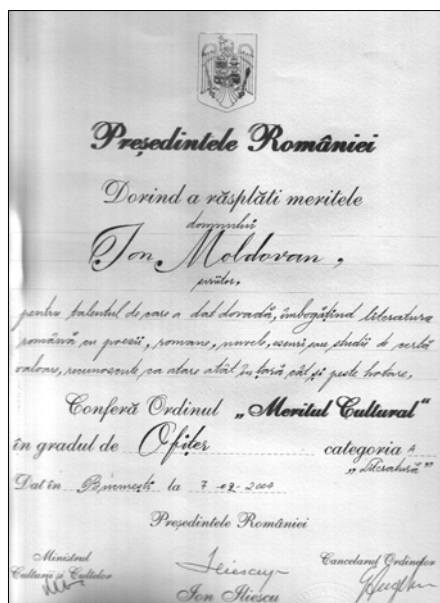 Președintele României
Dorind a răsplăti meritele
domnului
Ion Moldovan,
scriitor,
pentru talentul de care a dat dovadă, îmbogățind literatura
română cu poezii, romane, nuvele, eseuri sau studii de certă
valoare, recunoscute ca atare atât în țară cât și peste hotare,
Conferă Ordinul „Meritul Cultural"
în gradul de Ofițer categoria A
„Literatură"
Dat în București la 7-02-2004
Președintele României
Ministrul
Culturii și Cultelor
Cancelarul Ordinelor
Ion Iliescu